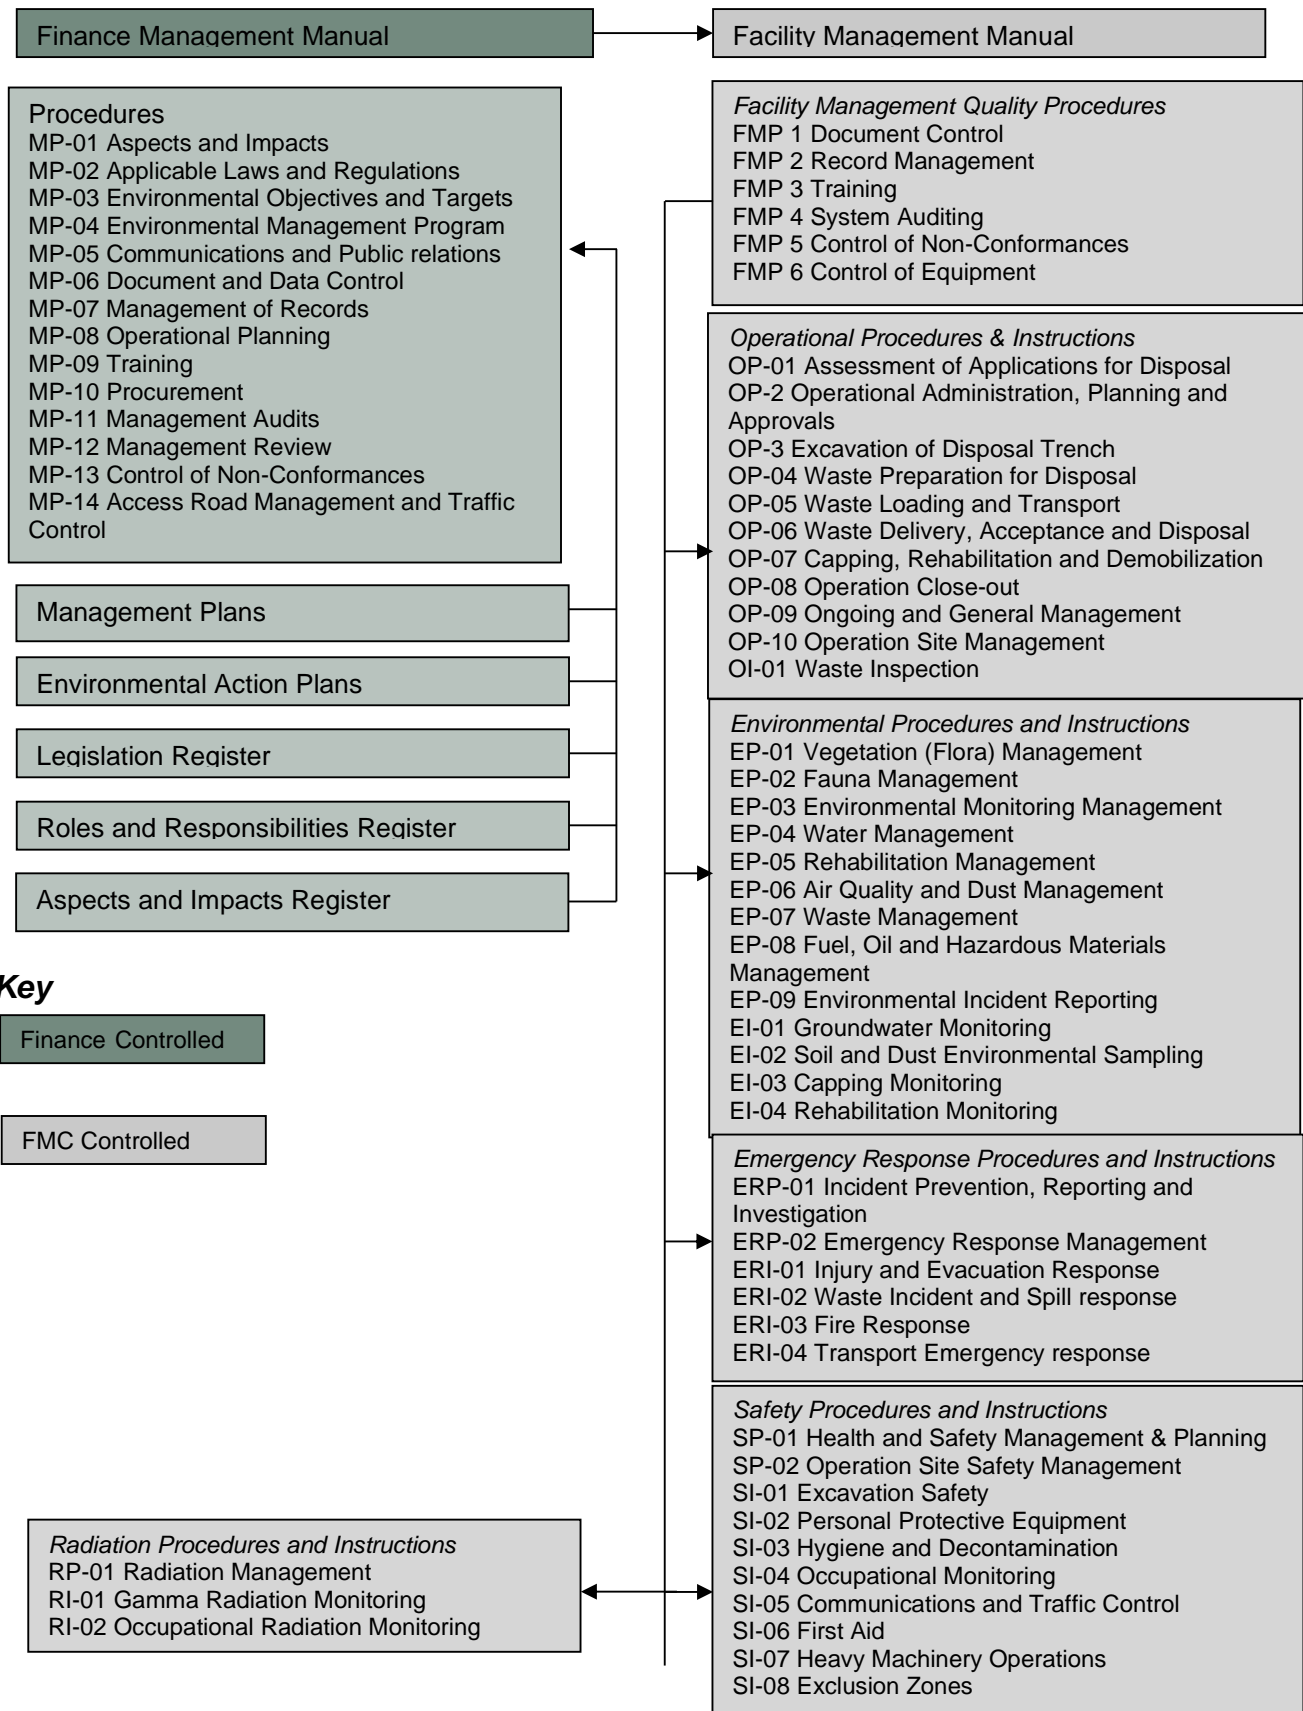 Finance Management Manual
Facility Management Manual
Procedures
MP-01 Aspects and Impacts
MP-02 Applicable Laws and Regulations
MP-03 Environmental Objectives and Targets
MP-04 Environmental Management Program
MP-05 Communications and Public relations
MP-06 Document and Data Control
MP-07 Management of Records
MP-08 Operational Planning
MP-09 Training
MP-10 Procurement
MP-11 Management Audits
MP-12 Management Review
MP-13 Control of Non-Conformances
MP-14 Access Road Management and Traffic
Control
Management Plans
Environmental Action Plans
Legislation Register
Roles and Responsibilities Register
Aspects and Impacts Register
Key
Finance Controlled
FMC Controlled
Facility Management Quality Procedures
FMP 1 Document Control
FMP 2 Record Management
FMP 3 Training
FMP 4 System Auditing
FMP 5 Control of Non-Conformances
FMP 6 Control of Equipment
Operational Procedures & Instructions
OP-01 Assessment of Applications for Disposal
OP-2 Operational Administration, Planning and
Approvals
OP-3 Excavation of Disposal Trench
OP-04 Waste Preparation for Disposal
OP-05 Waste Loading and Transport
OP-06 Waste Delivery, Acceptance and Disposal
OP-07 Capping, Rehabilitation and Demobilization
OP-08 Operation Close-out
OP-09 Ongoing and General Management
OP-10 Operation Site Management
OI-01 Waste Inspection
Environmental Procedures and Instructions
EP-01 Vegetation (Flora) Management
EP-02 Fauna Management
EP-03 Environmental Monitoring Management
EP-04 Water Management
EP-05 Rehabilitation Management
EP-06 Air Quality and Dust Management
EP-07 Waste Management
EP-08 Fuel, Oil and Hazardous Materials
Management
EP-09 Environmental Incident Reporting
EI-01 Groundwater Monitoring
EI-02 Soil and Dust Environmental Sampling
EI-03 Capping Monitoring
EI-04 Rehabilitation Monitoring
Emergency Response Procedures and Instructions
ERP-01 Incident Prevention, Reporting and
Investigation
ERP-02 Emergency Response Management
ERI-01 Injury and Evacuation Response
ERI-02 Waste Incident and Spill response
ERI-03 Fire Response
ERI-04 Transport Emergency response
Safety Procedures and Instructions
SP-01 Health and Safety Management & Planning
SP-02 Operation Site Safety Management
SI-01 Excavation Safety
SI-02 Personal Protective Equipment
SI-03 Hygiene and Decontamination
SI-04 Occupational Monitoring
SI-05 Communications and Traffic Control
SI-06 First Aid
SI-07 Heavy Machinery Operations
SI-08 Exclusion Zones
Radiation Procedures and Instructions
RP-01 Radiation Management
RI-01 Gamma Radiation Monitoring
RI-02 Occupational Radiation Monitoring